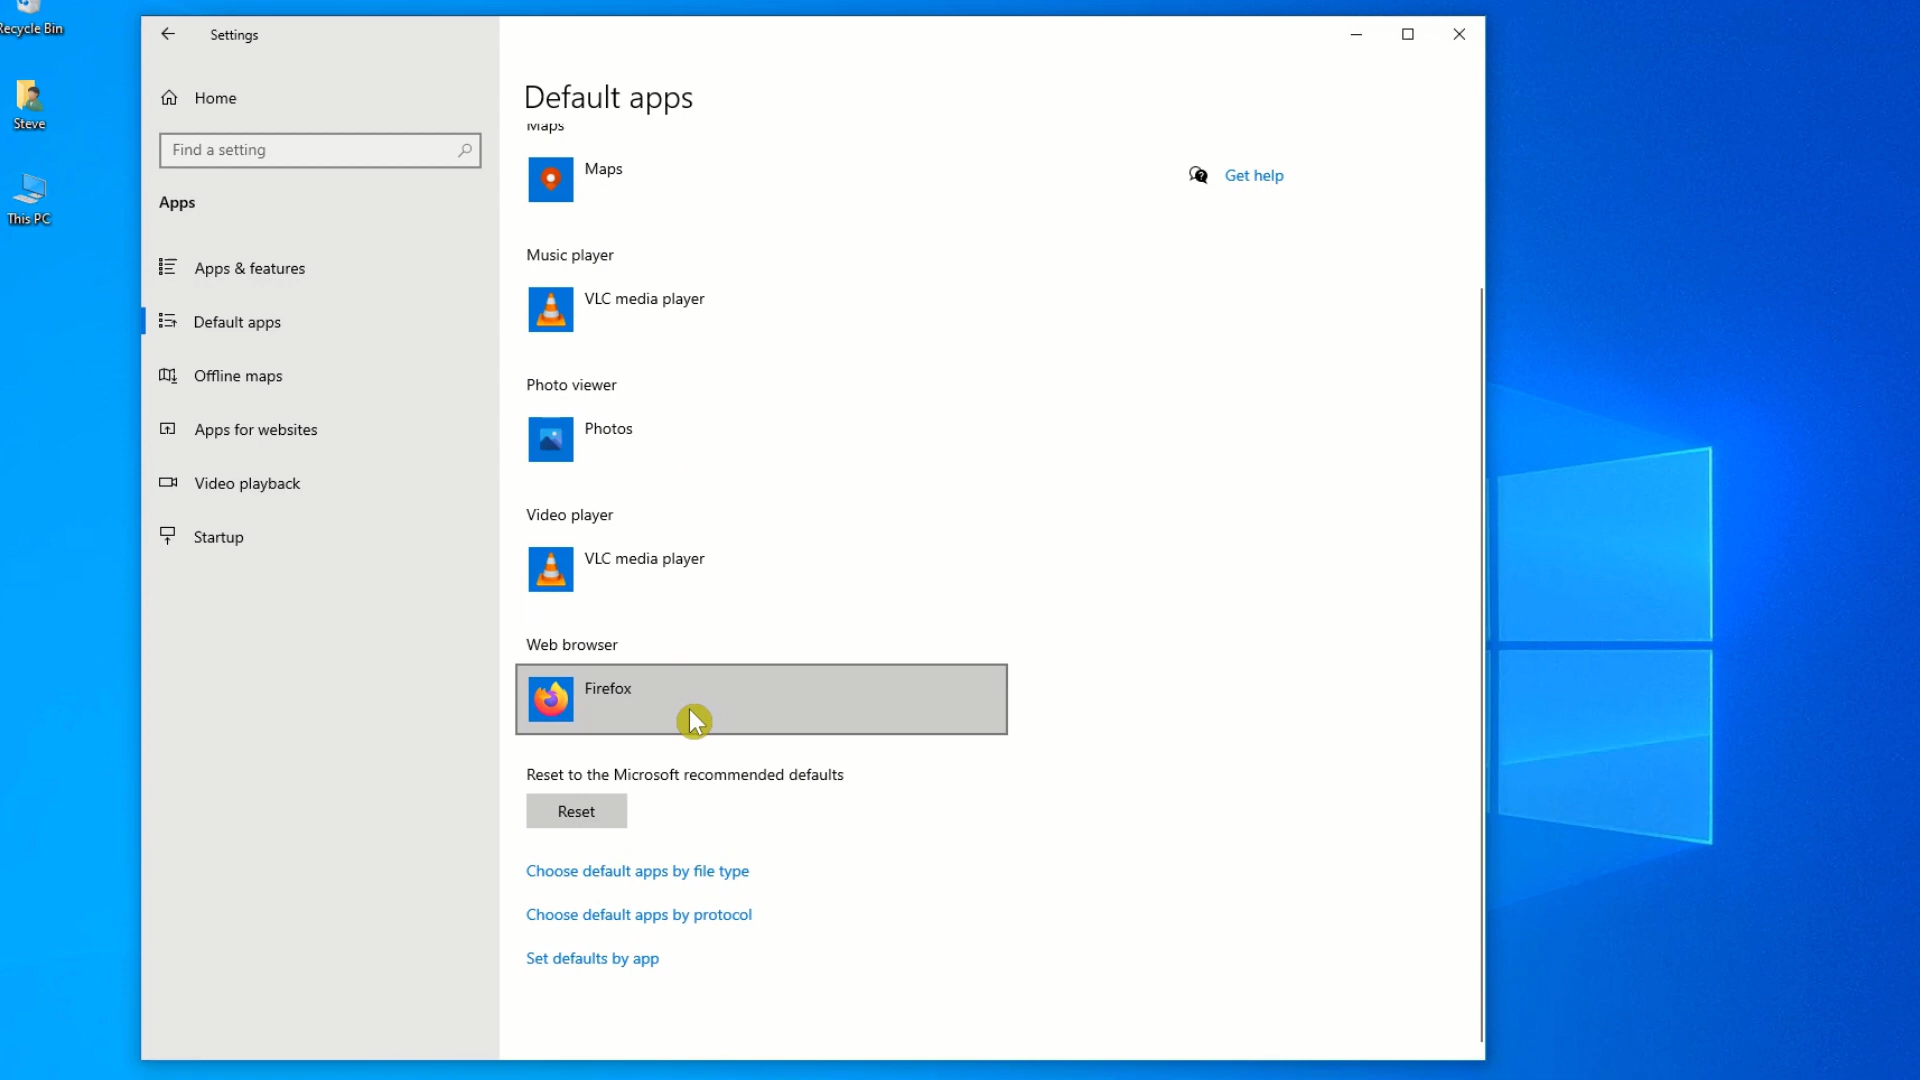 Recycle Bin
Steve
This PC
Settings
Home
Find a setting
Apps
Apps & features
Default apps
Offline maps
Apps for websites
Video playback
Startup
Default apps
Maps
Maps
Get help
Music player
VLC media player
Photo viewer
Photos
Video player
VLC media player
Web browser
Firefox
Reset to the Microsoft recommended defaults
Reset
Choose default apps by file type
Choose default apps by protocol
Set defaults by app